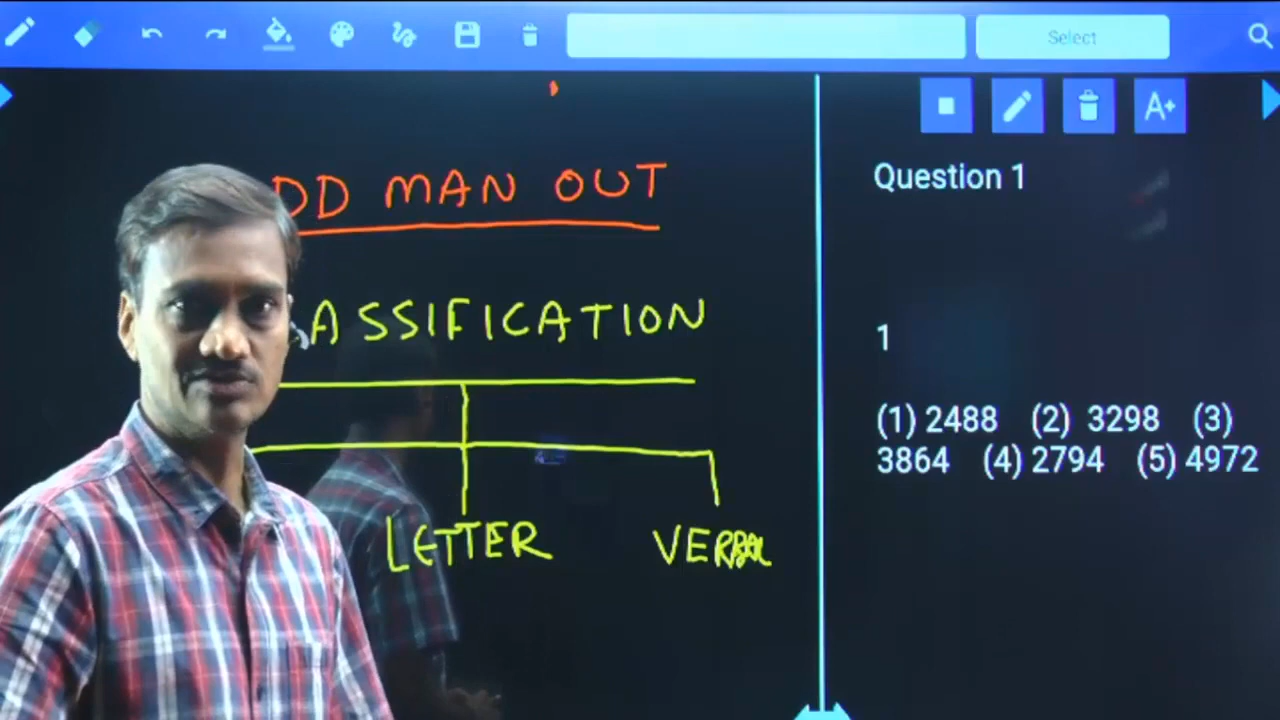 Select
A+
DD MAN OUT
Question 1
ASSIFICATION
1
(1) 2488 (2) 3298 (3)
3864 (4) 2794 (5) 4972
LETTER VERBAL